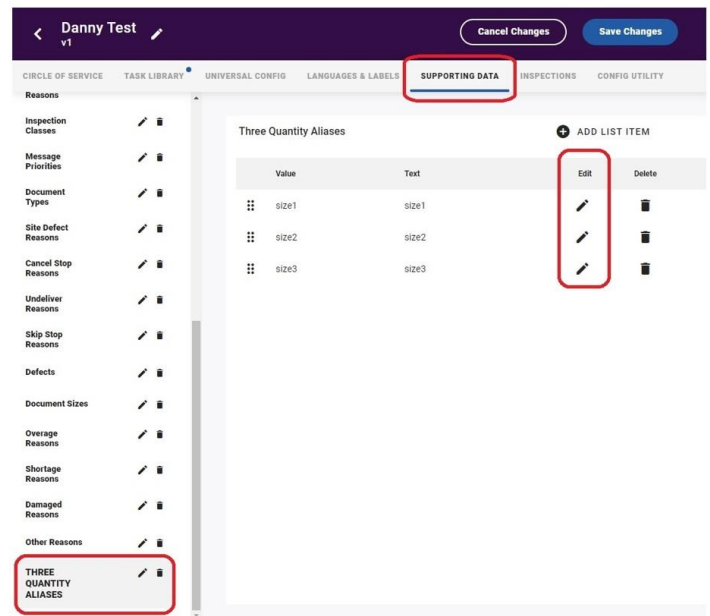 Danny Test
v1
Cancel Changes
Save Changes
CIRCLE OF SERVICE
TASK LIBRARY
UNIVERSAL CONFIG
LANGUAGES & LABELS
SUPPORTING DATA
INSPECTIONS
CONFIG UTILITY
Reasons
Inspection
Classes
Message
Priorities
Document
Types
Site Defect
Reasons
Cancel Stop
Reasons
Undeliver
Reasons
Skip Stop
Reasons
Defects
Document Sizes
Overage
Reasons
Shortage
Reasons
Damaged
Reasons
Other Reasons
THREE
QUANTITY
ALIASES
Three Quantity Aliases
ADD LIST ITEM
Value Text Edit Delete
size1 size1
size2 size2
size3 size3